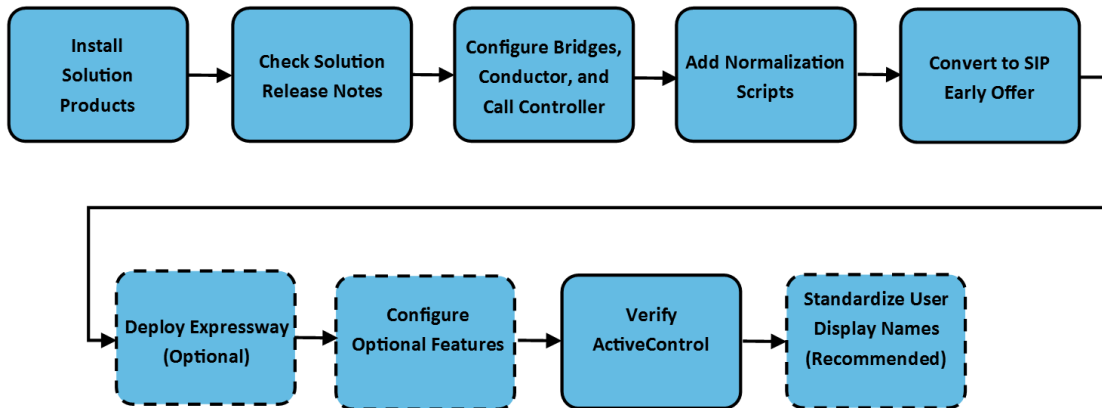 Install
Solution
Products
Check Solution
Release Notes
Configure Bridges,
Conductor, and
Call Controller
Add Normalization
Scripts
Convert to SIP
Early Offer
Deploy Expressway
(Optional)
Configure
Optional Features
Verify
ActiveControl
Standardize User
Display Names
(Recommended)